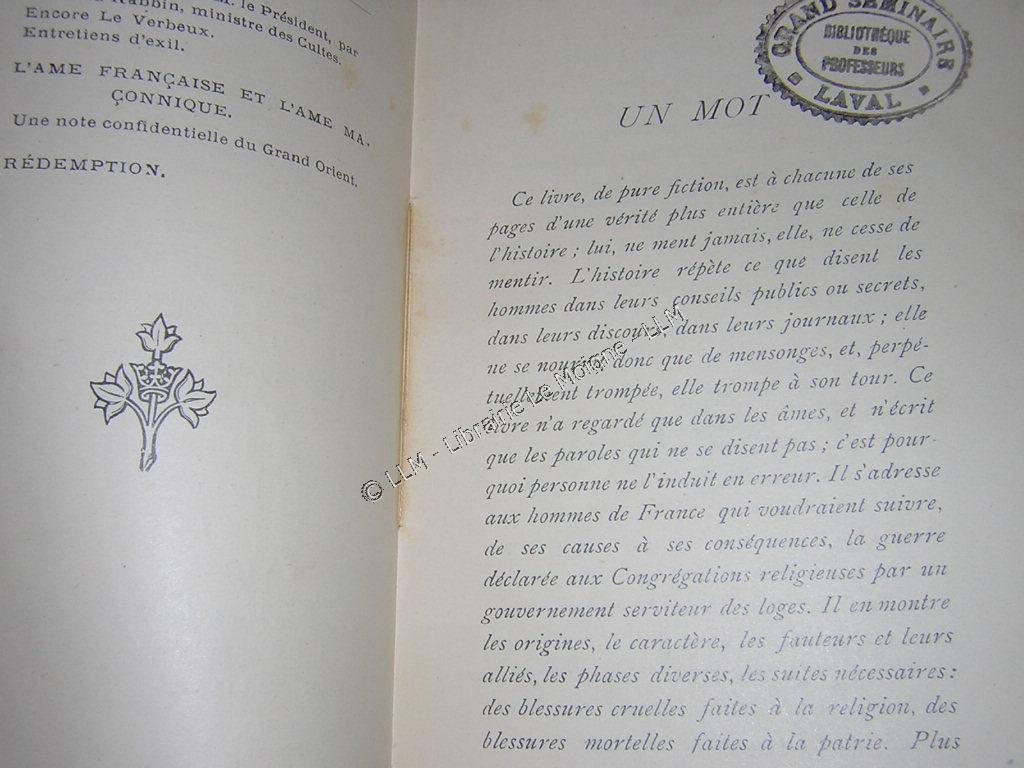 le Président, par
Rabbin, ministre des Cultes.
Encore Le Verbeux.
Entretiens d'exil.
L'AME FRANÇAISE ET L'AME MA-
ÇONNIQUE.
Une note confidentielle du Grand Orient.
RÉDEMPTION.
GRAND SÉMINAIRE
BIBLIOTHÈQUE
DES
PROFESSEURS
LAVAL
UN MOT
Ce livre, de pure fiction, est à chacune de ses
pages d'une vérité plus entière que celle de
l'histoire ; lui, ne ment jamais, elle, ne cesse de
mentir. L'histoire répète ce que disent les
hommes dans leurs conseils publics ou secrets,
dans leurs discours, dans leurs journaux ; elle
ne se nourrit donc que de mensonges, et, perpé-
tuellement trompée, elle trompe à son tour. Ce
livre n'a regardé que dans les âmes, et n'écrit
que les paroles qui ne se disent pas ; c'est pour-
quoi personne ne l'induit en erreur. Il s'adresse
aux hommes de France qui voudraient suivre,
de ses causes à ses conséquences, la guerre
déclarée aux Congrégations religieuses par un
gouvernement serviteur des loges. Il en montre
les origines, le caractère, les fauteurs et leurs
alliés, les phases diverses, les suites nécessaires :
des blessures cruelles faites à la religion, des
blessures mortelles faites à la patrie. Plus
© LLM - Librairie Le Moigne - LLM